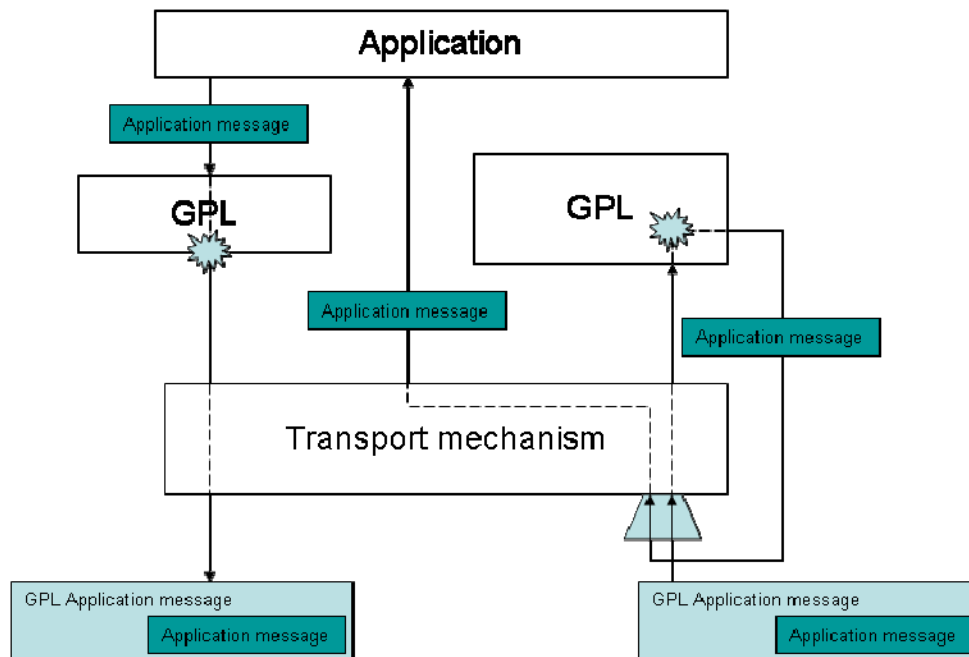 Application
Application message
GPL
GPL
Application message
Application message
Transport mechanism
GPL Application message
Application message
GPL Application message
Application message